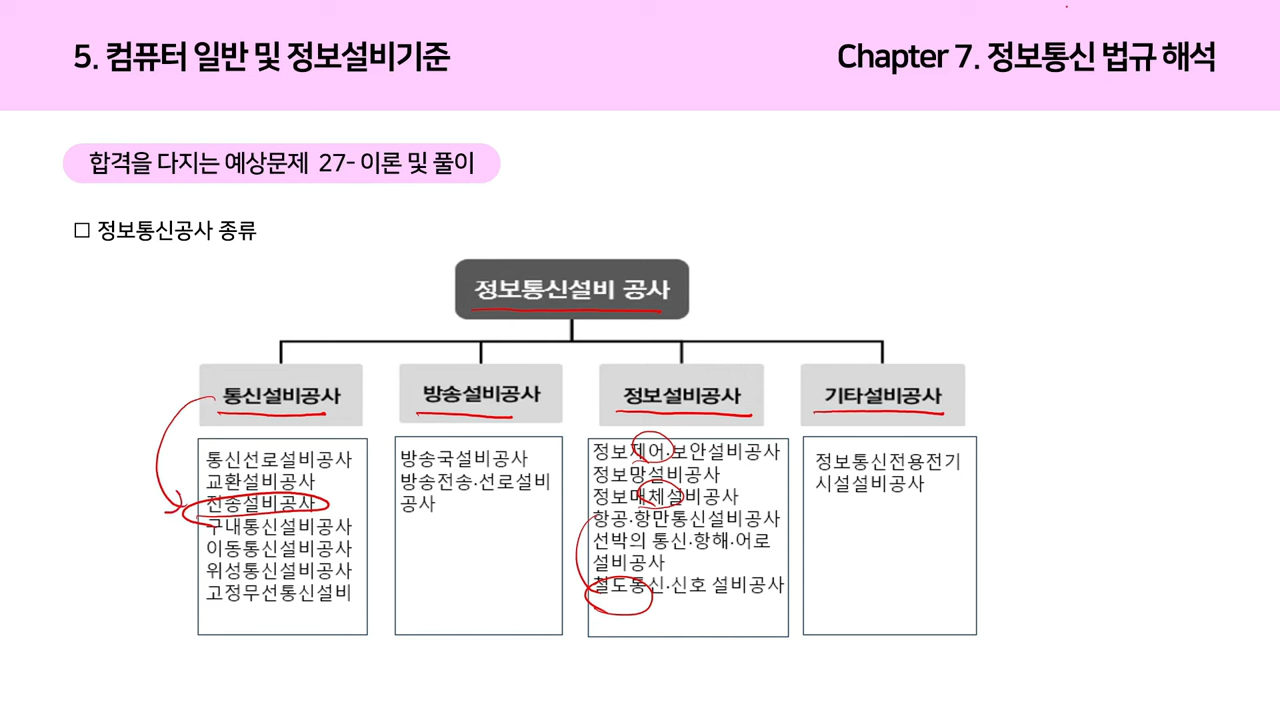 5. 컴퓨터 일반 및 정보설비기준
Chapter 7. 정보통신 법규 해석
합격을 다지는 예상문제 27- 이론 및 풀이
□ 정보통신공사 종류
정보통신설비 공사
통신설비공사
방송설비공사
정보설비공사
기타설비공사
통신선로설비공사
교환설비공사
전송설비공사
구내통신설비공사
이동통신설비공사
위성통신설비공사
고정무선통신설비
방송국설비공사
방송전송·선로설비
공사
정보제어·보안설비공사
정보망설비공사
정보매체설비공사
항공·항만통신설비공사
선박의 통신·항해·어로
설비공사
철도통신·신호 설비공사
정보통신전용전기
시설설비공사